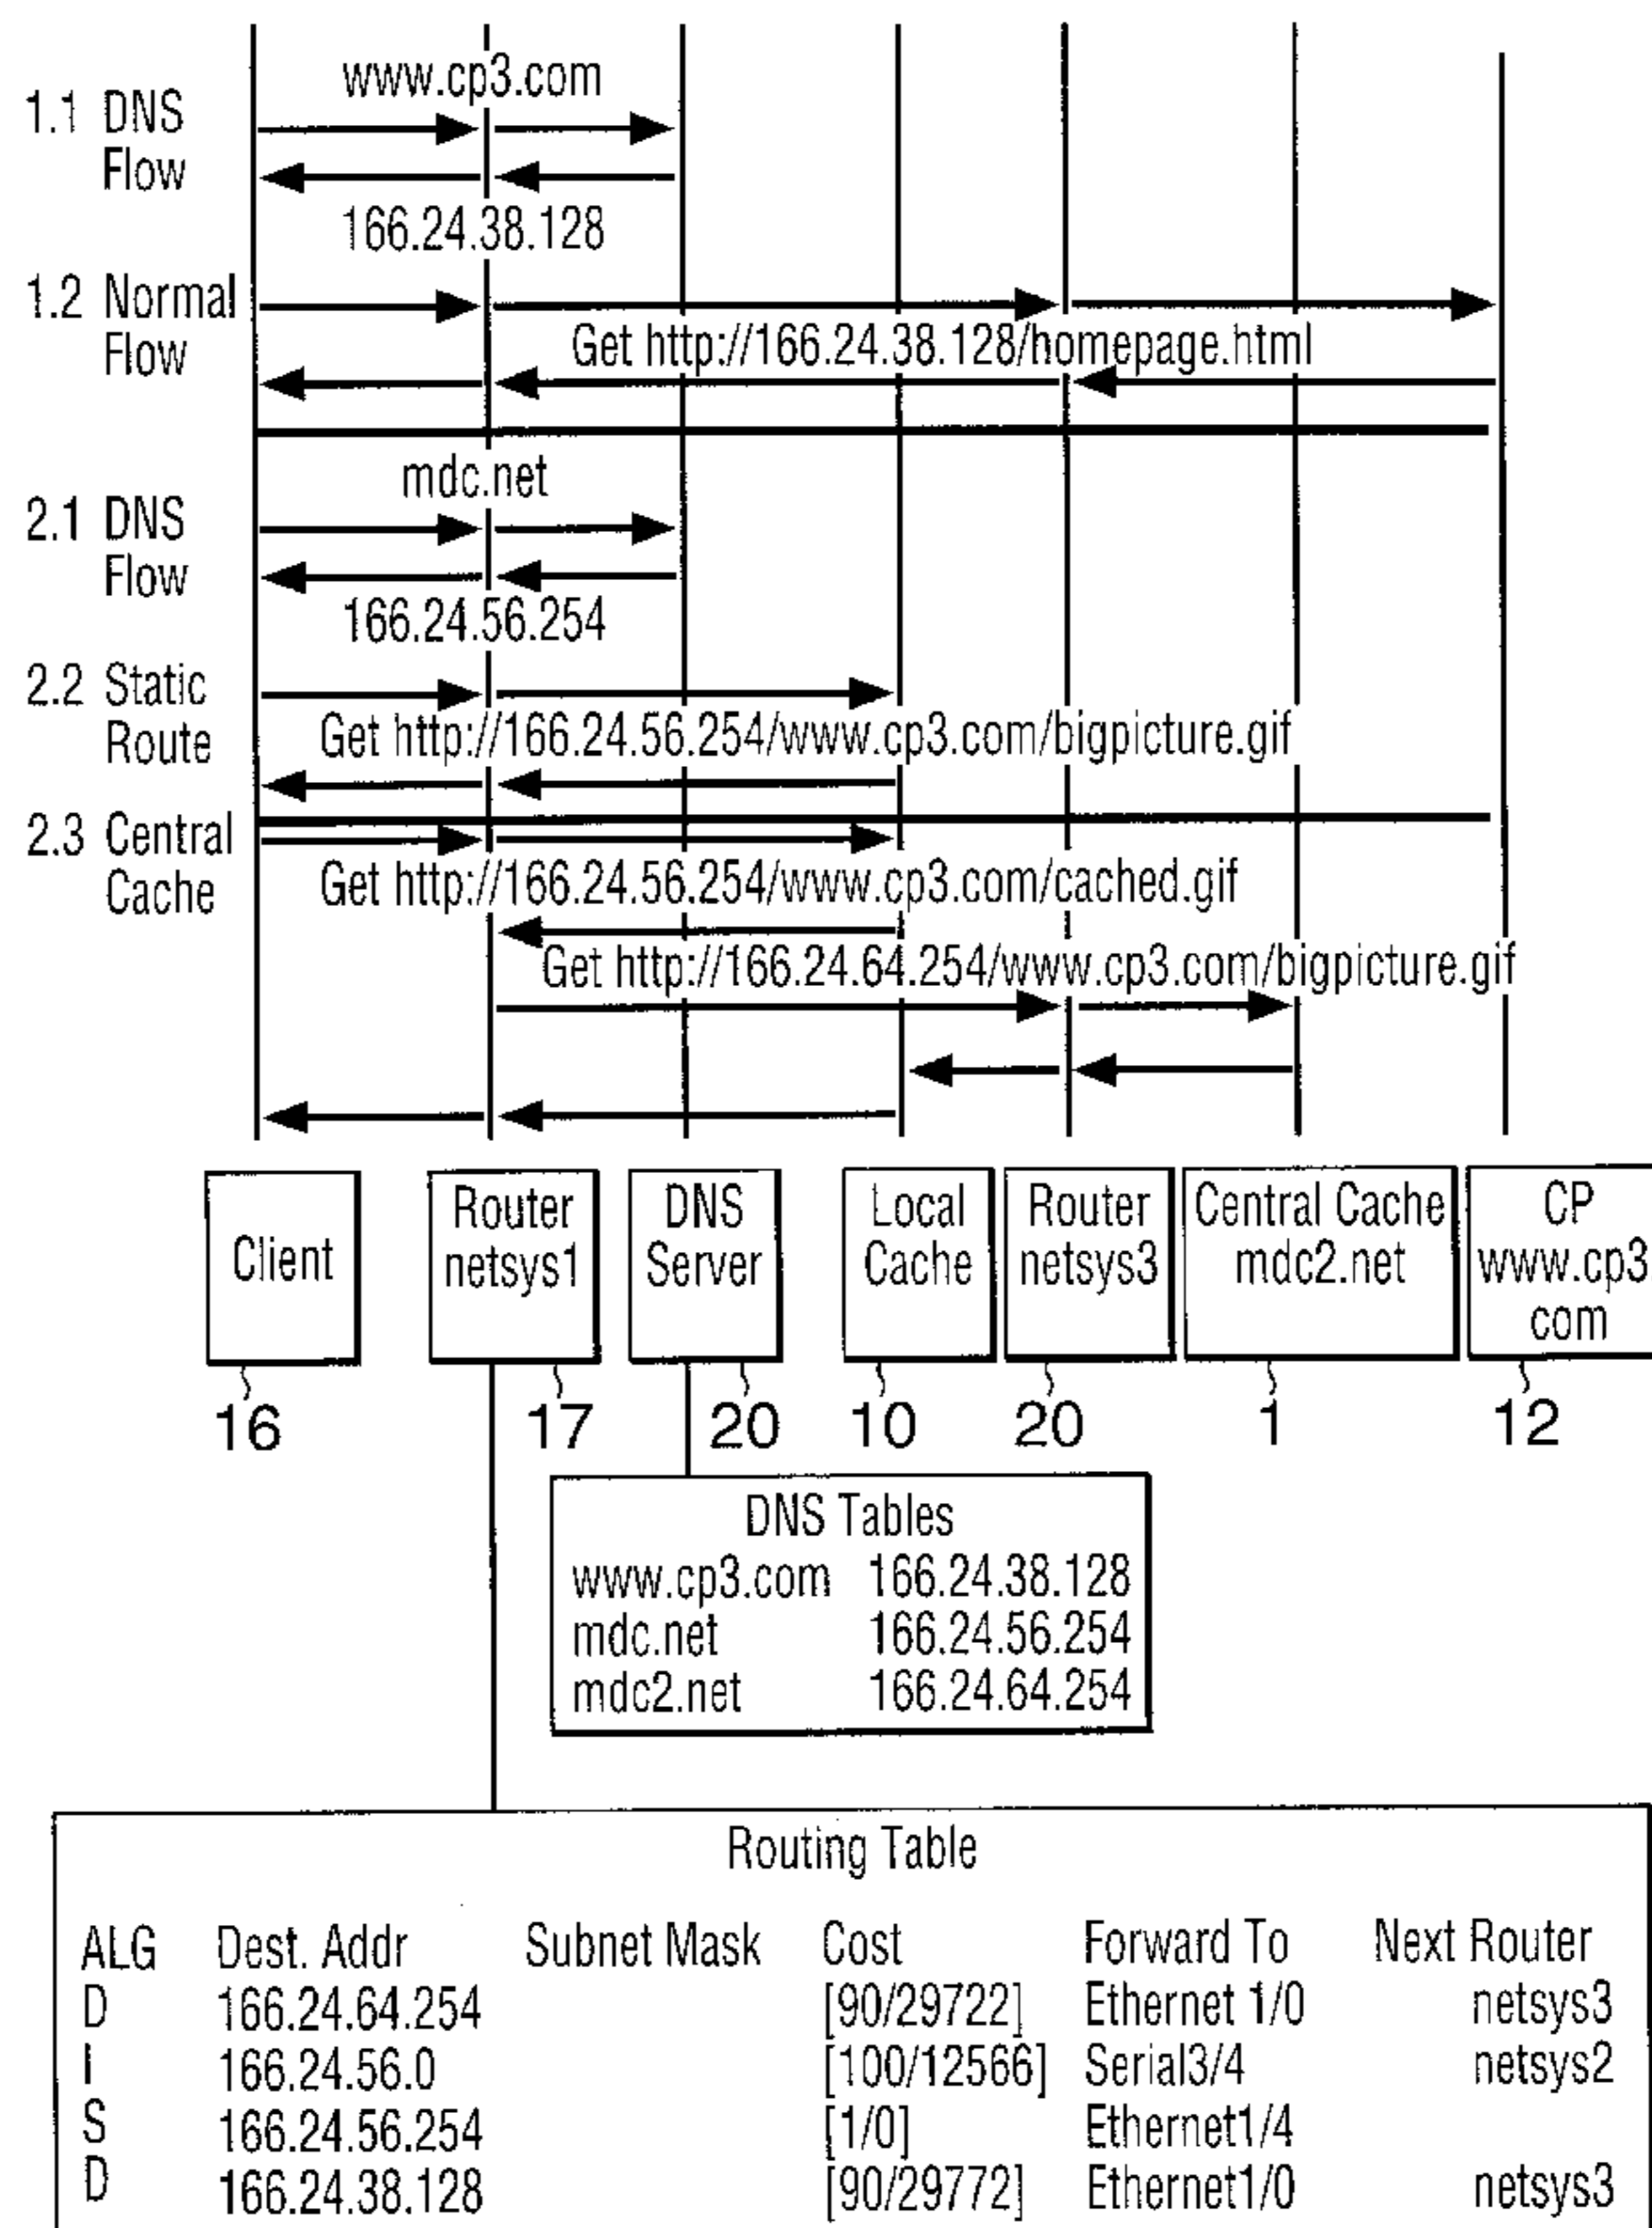 www.cp3.com
1.1 DNS
Flow
166.24.38.128
1.2 Normal
Flow
Get http://166.24.38.128/homepage.html
mdc.net
2.1 DNS
Flow
166.24.56.254
2.2 Static
Route
Get http://166.24.56.254/www.cp3.com/bigpicture.gif
2.3 Central
Cache
Get http://166.24.56.254/www.cp3.com/cached.gif
Get http://166.24.64.254/www.cp3.com/bigpicture.gif
Client
Router
netsys1
DNS
Server
Local
Cache
Router
netsys3
Central Cache
mdc2.net
CP
www.cp3
com
16 17 20 10 20 1 12
DNS Tables
www.cp3.com 166.24.38.128
mdc.net 166.24.56.254
mdc2.net 166.24.64.254
Routing Table
ALG Dest. Addr Subnet Mask Cost Forward To Next Router
D 166.24.64.254 [90/29722] Ethernet 1/0 netsys3
I 166.24.56.0 [100/12566] Serial3/4 netsys2
S 166.24.56.254 [1/0] Ethernet1/4
D 166.24.38.128 [90/29772] Ethernet1/0 netsys3